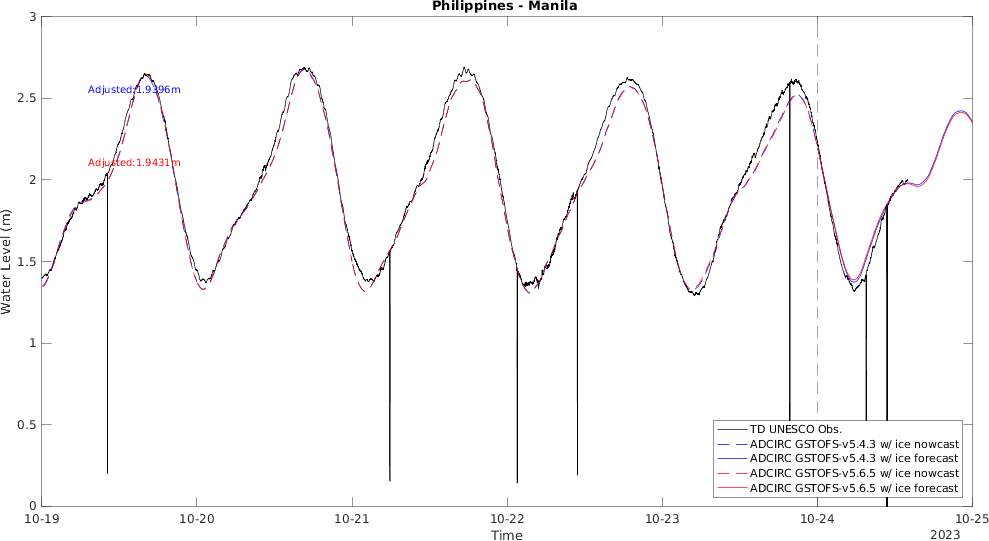 Philippines - Manila
3
2.5
2
1.5
1
0.5
0
Water Level (m)
Adjusted:1.9396m
Adjusted:1.9431m
TD UNESCO Obs.
ADCIRC GSTOFS-v5.4.3 w/ ice nowcast
ADCIRC GSTOFS-v5.4.3 w/ ice forecast
ADCIRC GSTOFS-v5.6.5 w/ ice nowcast
ADCIRC GSTOFS-v5.6.5 w/ ice forecast
10-19 10-20 10-21 10-22 10-23 10-24 10-25
Time
2023